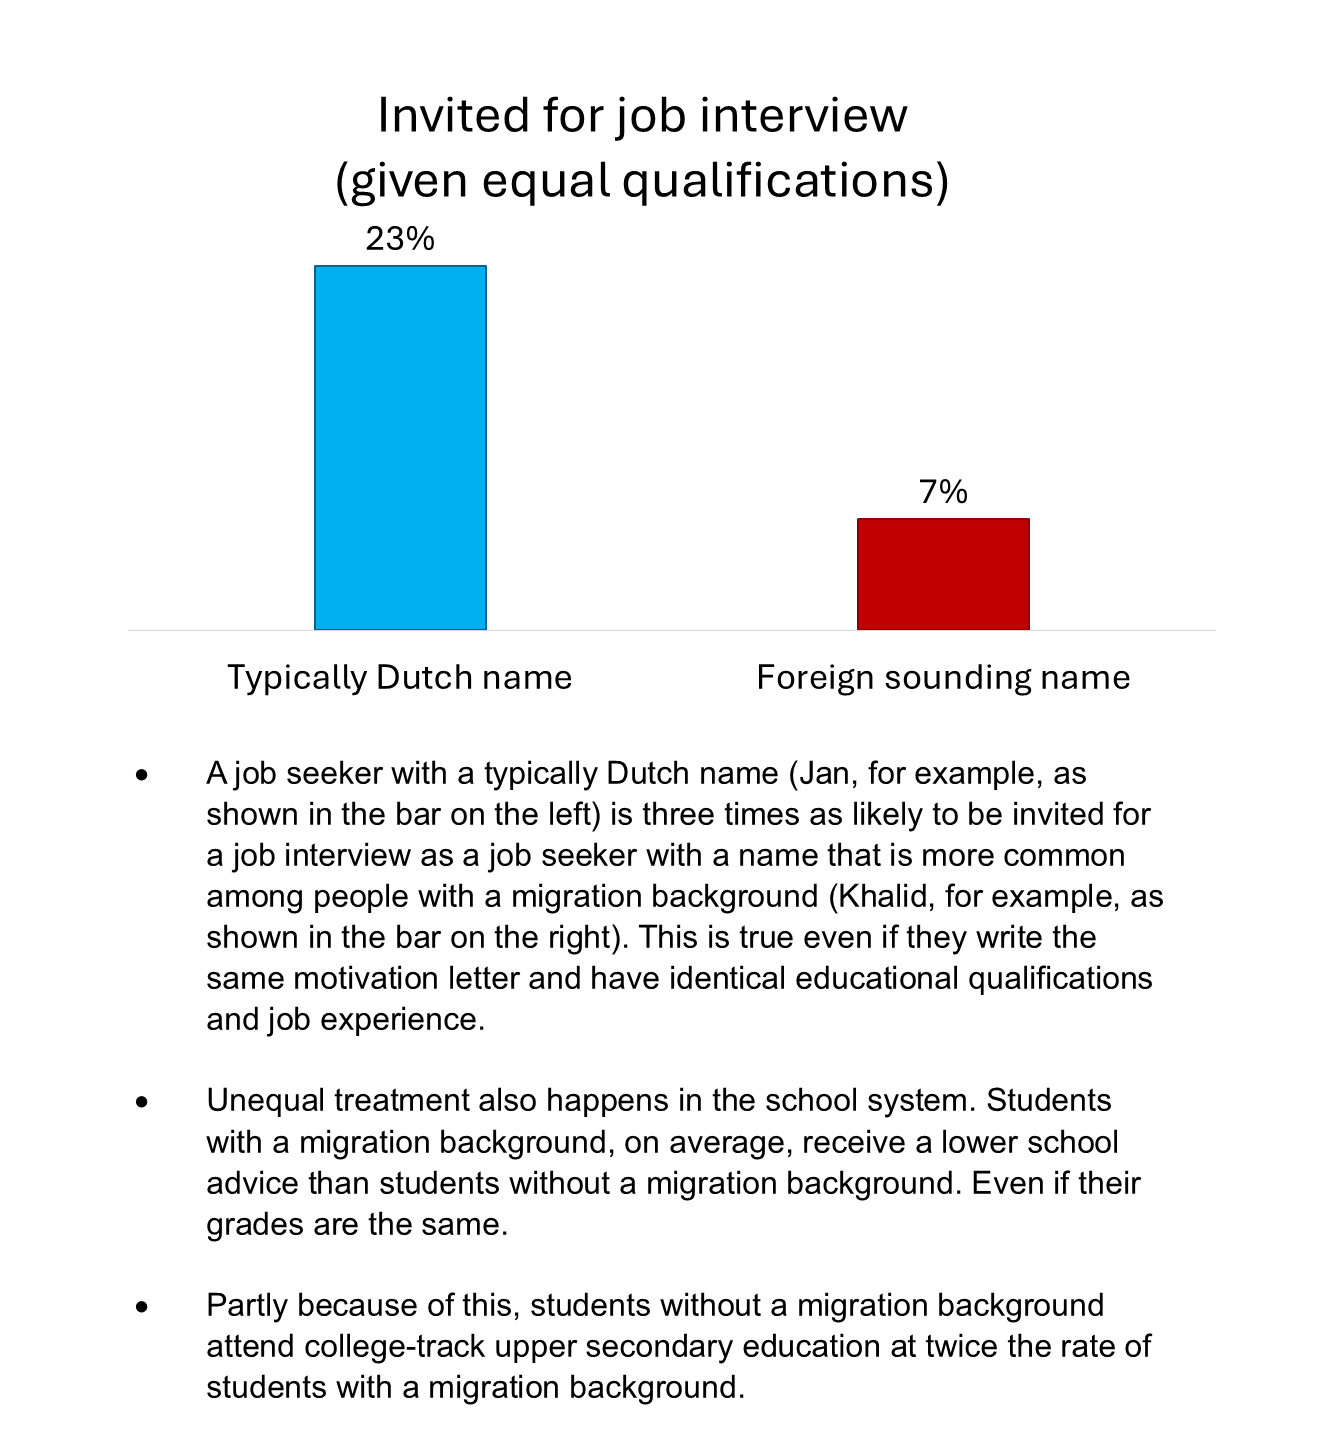 Invited for job interview
(given equal qualifications)
23%
7%
Typically Dutch name
Foreign sounding name
• A job seeker with a typically Dutch name (Jan, for example, as
shown in the bar on the left) is three times as likely to be invited for
a job interview as a job seeker with a name that is more common
among people with a migration background (Khalid, for example, as
shown in the bar on the right). This is true even if they write the
same motivation letter and have identical educational qualifications
and job experience.
• Unequal treatment also happens in the school system. Students
with a migration background, on average, receive a lower school
advice than students without a migration background. Even if their
grades are the same.
• Partly because of this, students without a migration background
attend college-track upper secondary education at twice the rate of
students with a migration background.